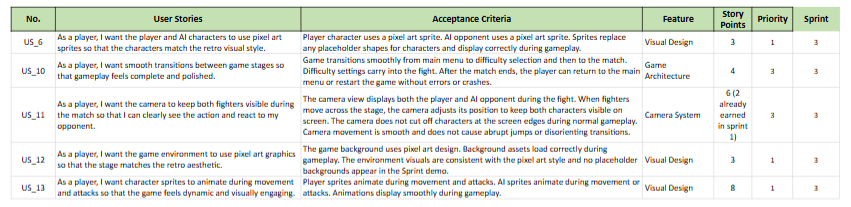 No. User Stories Acceptance Criteria Feature Story Points Priority Sprint
US_6 As a player, I want the player and AI characters to use pixel art sprites so that the characters match the retro visual style. Player character uses a pixel art sprite. AI opponent uses a pixel art sprite. Sprites replace any placeholder shapes for characters and display correctly during gameplay. Visual Design 3 1 3
US_10 As a player, I want smooth transitions between game stages so that gameplay feels complete and polished. Game transitions smoothly from main menu to difficulty selection and then to the match. Difficulty settings carry into the fight. After the match ends, the player can return to the main menu or restart the game without errors or crashes. Game Architecture 4 3 3
US_11 As a player, I want the camera to keep both fighters visible during the match so that I can clearly see the action and react to my opponent. The camera view displays both the player and AI opponent during the fight. When fighters move across the stage, the camera adjusts its position to keep both characters visible on screen. The camera does not cut off characters at the screen edges during normal gameplay. Camera movement is smooth and does not cause abrupt jumps or disorienting transitions. Camera System 6 (2 already earned in sprint 1) 3 3
US_12 As a player, I want the game environment to use pixel art graphics so that the stage matches the retro aesthetic. The game background uses pixel art design. Background assets load correctly during gameplay. The environment visuals are consistent with the pixel art style and no placeholder backgrounds appear in the Sprint demo. Visual Design 3 1 3
US_13 As a player, I want character sprites to animate during movement and attacks so that the game feels dynamic and visually engaging. Player sprites animate during movement and attacks. AI sprites animate during movement or attacks. Animations display smoothly during gameplay. Visual Design 8 1 3